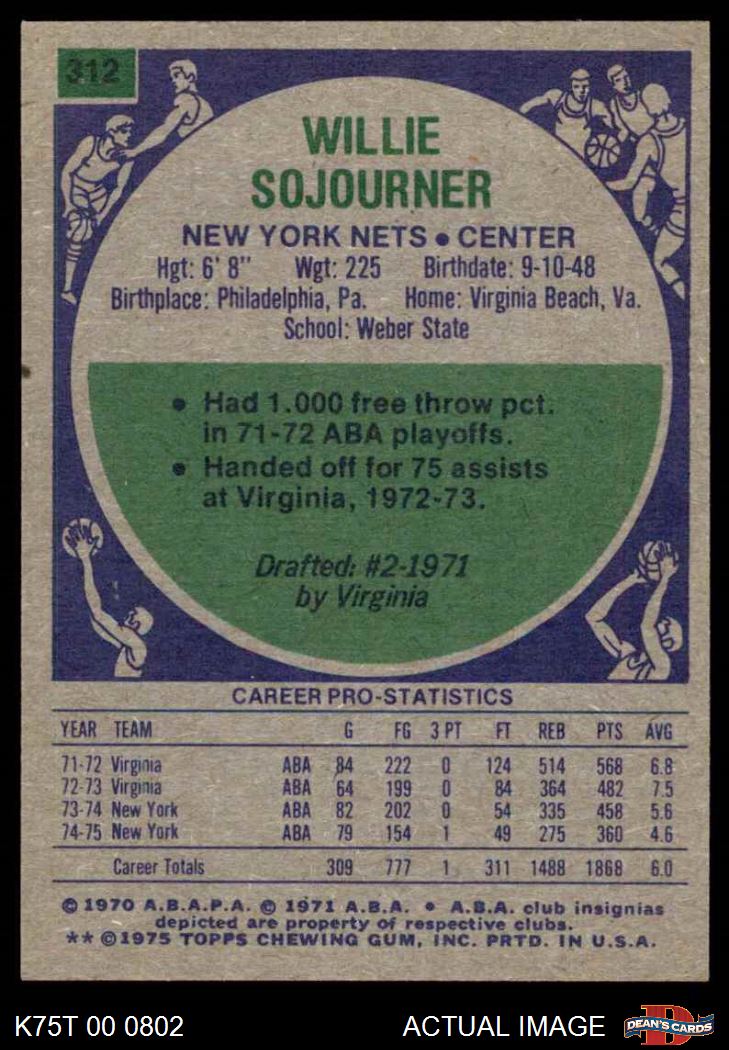 312
WILLIE
SOJOURNER
NEW YORK NETS • CENTER
Hgt: 6' 8" Wgt: 225 Birthdate: 9-10-48
Birthplace: Philadelphia, Pa. Home: Virginia Beach, Va.
School: Weber State
• Had 1.000 free throw pct.
in 71-72 ABA playoffs.
• Handed off for 75 assists
at Virginia, 1972-73.
Drafted: #2-1971
by Virginia
CAREER PRO-STATISTICS
YEAR TEAM G FG 3 PT FT REB PTS AVG
71-72 Virginia ABA 84 222 0 124 514 568 6.8
72-73 Virginia ABA 64 199 0 84 364 482 7.5
73-74 New York ABA 82 202 0 54 335 458 5.6
74-75 New York ABA 79 154 1 49 275 360 4.6
Career Totals 309 777 1 311 1488 1868 6.0
© 1970 A.B.A.P.A. © 1971 A.B.A. • A.B.A. club insignias
depicted are property of respective clubs.
** © 1975 TOPPS CHEWING GUM, INC. PRTD. IN U.S.A.
K75T 00 0802 ACTUAL IMAGE D DEAN'S CARDS